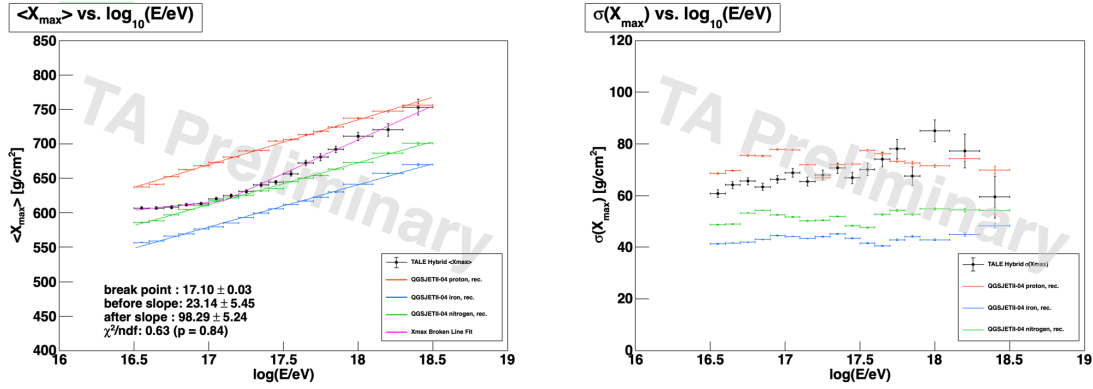 <Xmax> vs. log10(E/eV)
850
800
750
700
650
600
550
500
450
400
<Xmax> [g/cm2]
TA Preliminary
break point : 17.10 ± 0.03
before slope: 23.14 ± 5.45
after slope : 98.29 ± 5.24
χ2/ndf: 0.63 (p = 0.84)
TALE Hybrid <Xmax>
QGSJETII-04 proton, rec.
QGSJETII-04 iron, rec.
QGSJETII-04 nitrogen, rec.
Xmax Broken Line Fit
16 16.5 17 17.5 18 18.5 19
log(E/eV)
σ(Xmax) vs. log10(E/eV)
120
100
80
60
40
20
0
σ(Xmax) [g/cm2]
TA Preliminary
TALE Hybrid σ(Xmax)
QGSJETII-04 proton, rec.
QGSJETII-04 iron, rec.
QGSJETII-04 nitrogen, rec.
16 16.5 17 17.5 18 18.5 19
log(E/eV)